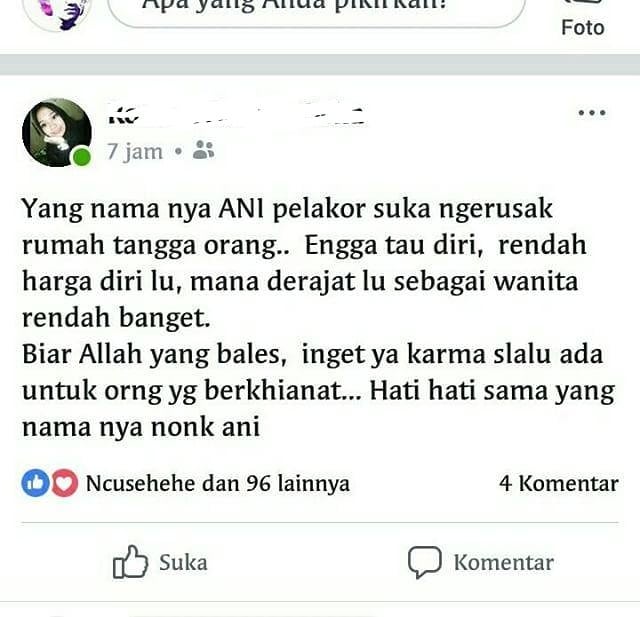 Apa yang Anda pikirkan?
Foto
7 jam
Yang nama nya ANI pelakor suka ngerusak
rumah tangga orang.. Engga tau diri, rendah
harga diri lu, mana derajat lu sebagai wanita
rendah banget.
Biar Allah yang bales, inget ya karma slalu ada
untuk orng yg berkhianat... Hati hati sama yang
nama nya nonk ani
Ncusehehe dan 96 lainnya
4 Komentar
Suka
Komentar